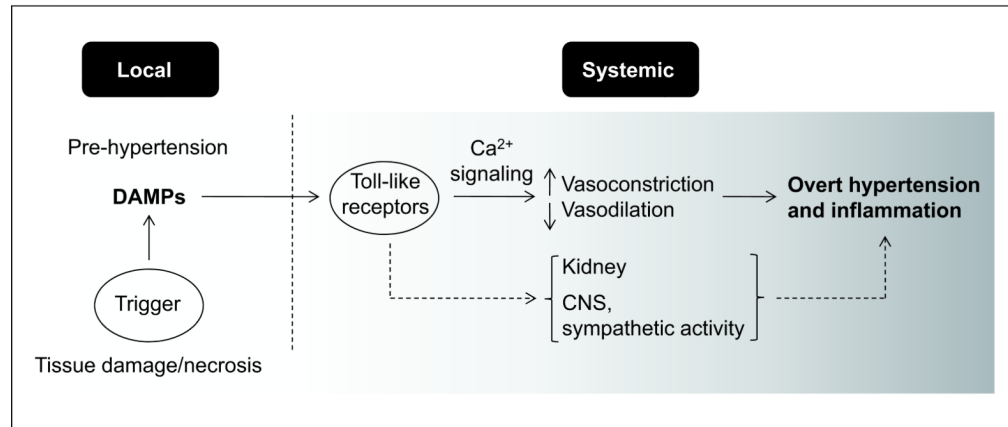 Local
Systemic
Pre-hypertension
DAMPs
Trigger
Tissue damage/necrosis
Toll-like
receptors
Ca²⁺
signaling
Vasoconstriction
Vasodilation
Overt hypertension
and inflammation
Kidney
CNS,
sympathetic activity